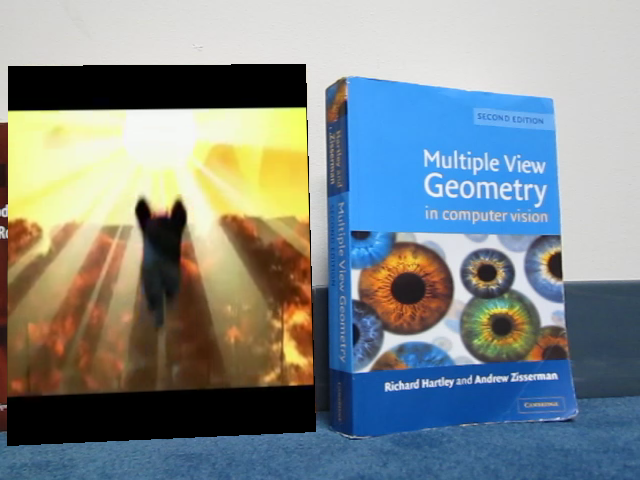 SECOND EDITION
Multiple View
Geometry
in computer vision
Richard Hartley and Andrew Zisserman
CAMBRIDGE
Hartley and
Zisserman
Multiple View Geometry